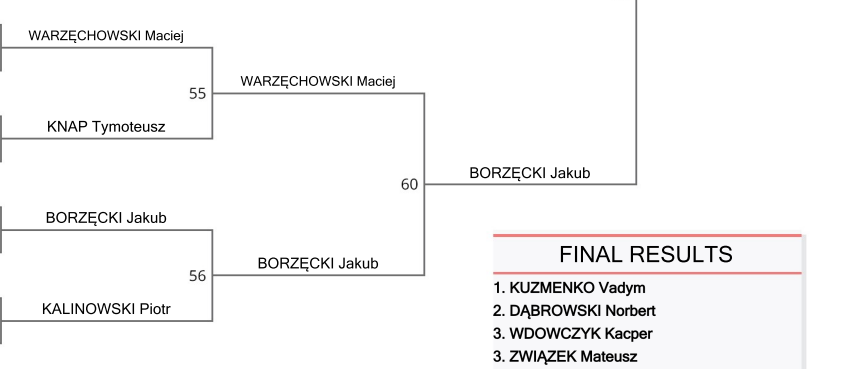 WARZĘCHOWSKI Maciej
WARZĘCHOWSKI Maciej
55
KNAP Tymoteusz
60
BORZĘCKI Jakub
BORZĘCKI Jakub
56
BORZĘCKI Jakub
KALINOWSKI Piotr
FINAL RESULTS
1. KUZMENKO Vadym
2. DĄBROWSKI Norbert
3. WDOWCZYK Kacper
3. ZWIĄZEK Mateusz